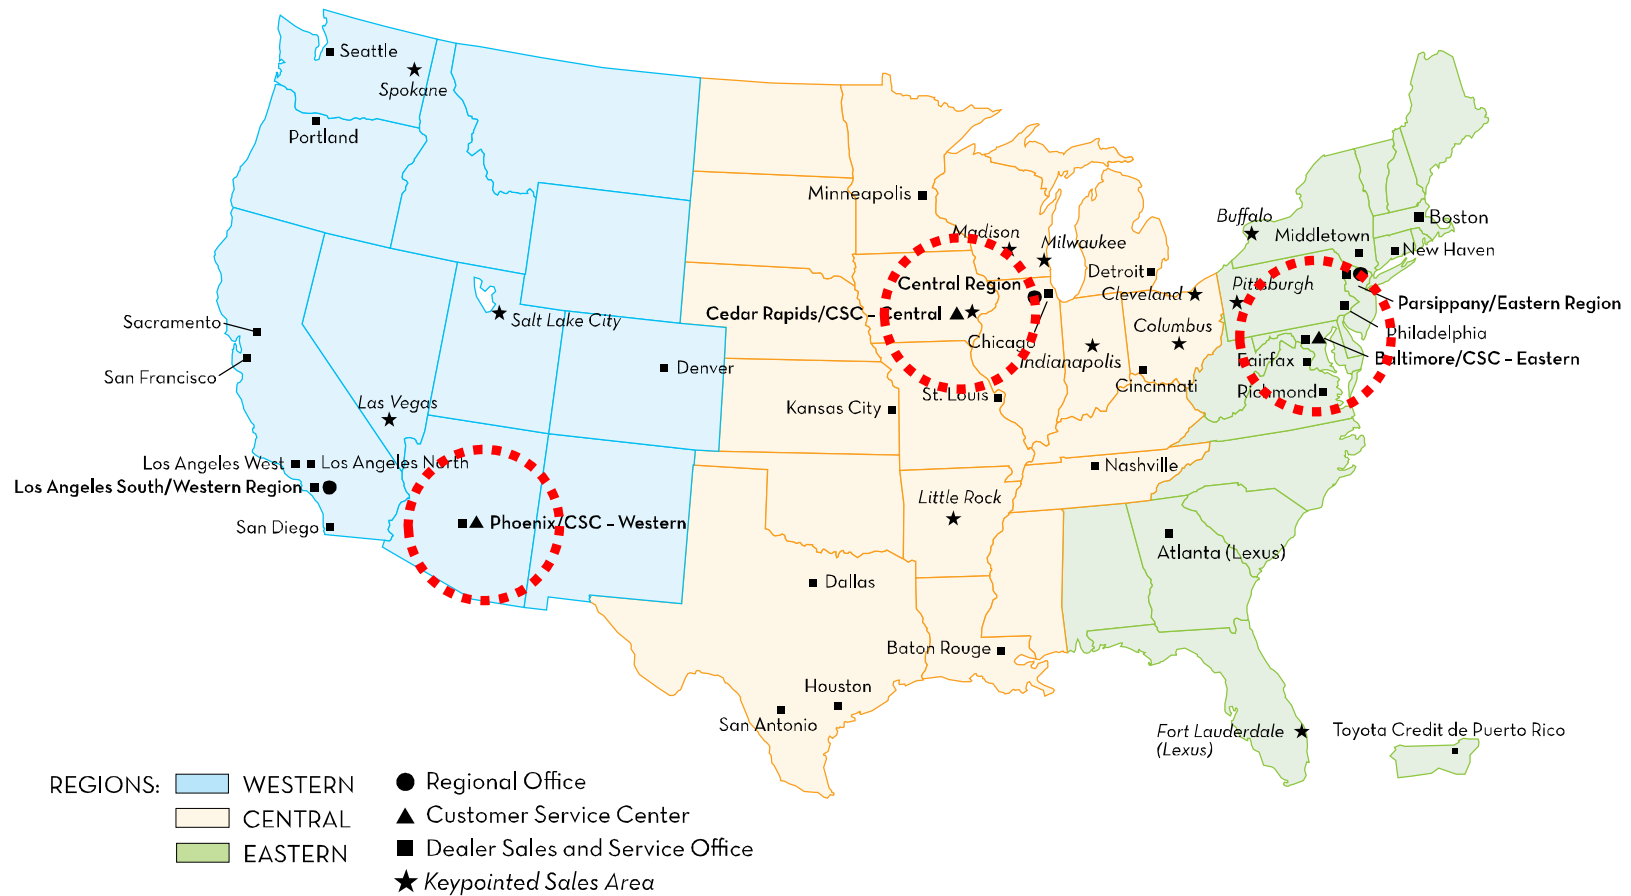 Seattle
Spokane
Portland
Minneapolis
Madison
Milwaukee
Buffalo
Boston
Middletown
New Haven
Detroit
Central Region
Cleveland
Pittsburgh
Parsippany/Eastern Region
Cedar Rapids/CSC – Central
Salt Lake City
Sacramento
Columbus
Philadelphia
Chicago
San Francisco
Denver
Indianapolis
Fairfax
Baltimore/CSC – Eastern
Cincinnati
Las Vegas
Kansas City
St. Louis
Richmond
Los Angeles West
Los Angeles North
Nashville
Los Angeles South/Western Region
Little Rock
San Diego
Phoenix/CSC – Western
Atlanta (Lexus)
Dallas
Baton Rouge
Houston
San Antonio
Fort Lauderdale
(Lexus)
Toyota Credit de Puerto Rico
REGIONS:
WESTERN
CENTRAL
EASTERN
Regional Office
Customer Service Center
Dealer Sales and Service Office
Keypointed Sales Area